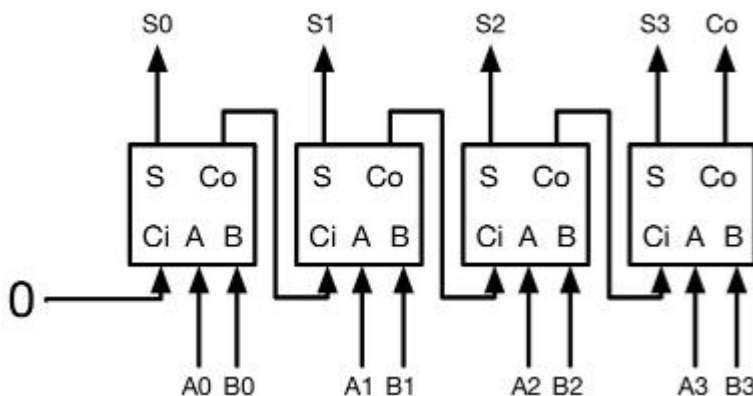 S0 S1 S2 S3 Co
S Co S Co S Co S Co
Ci A B Ci A B Ci A B Ci A B
0
A0 B0 A1 B1 A2 B2 A3 B3